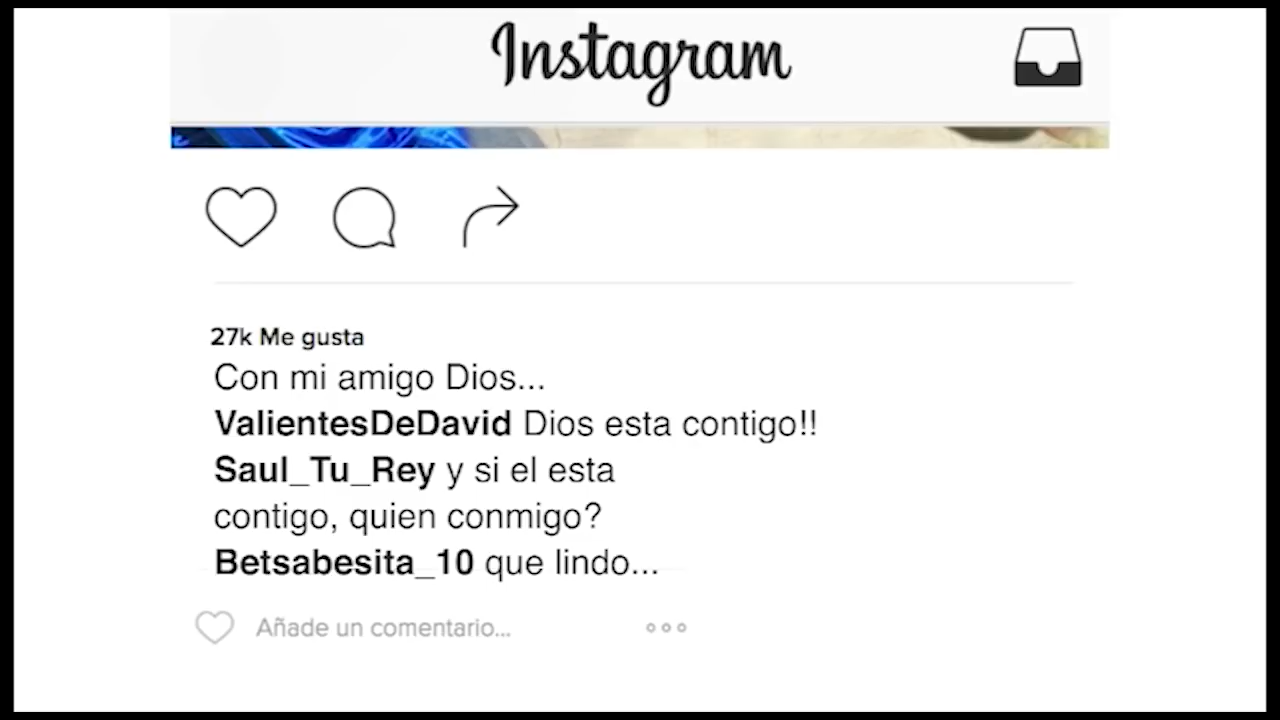 Instagram
27k Me gusta
Con mi amigo Dios...
ValientesDeDavid Dios esta contigo!!
Saul_Tu_Rey y si el esta
contigo, quien conmigo?
Betsabesita_10 que lindo...
Añade un comentario...